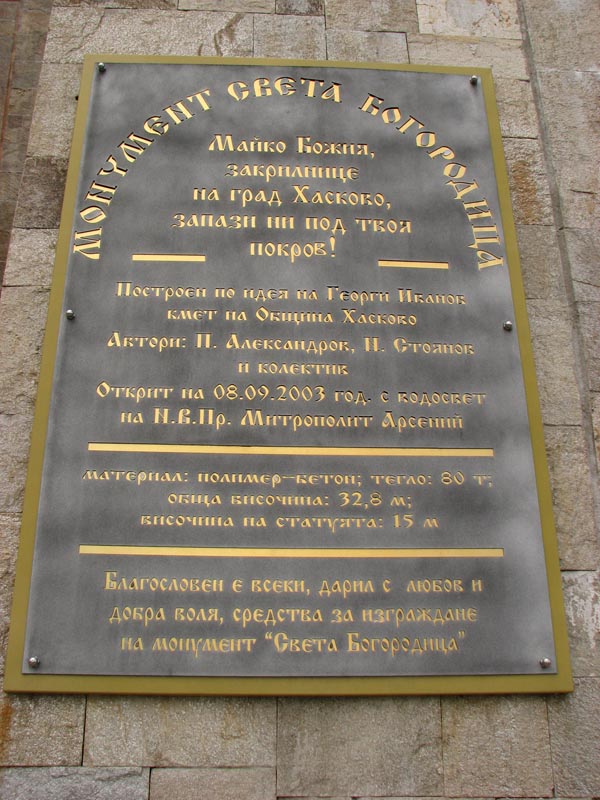 МОНУМЕНТ СВЕТА БОГОРОДИЦА
Майко Божия,
закрилнице
на град Хасково,
запази ни под твоя
покров!
Построен по идея на Георги Иванов
кмет на Община Хасково
Автори: П. Александров, Н. Стоянов
и колектив
Открит на 08.09.2003 год. с водосвет
на Н.В.Пр. Митрополит Арсений
материал: полимер-бетон; тегло: 80 т;
обща височина: 32,8 м;
височина на статуята: 15 м
Благословен е всеки, дарил с любов и
добра воля, средства за изграждане
на монумент "Света Богородица"